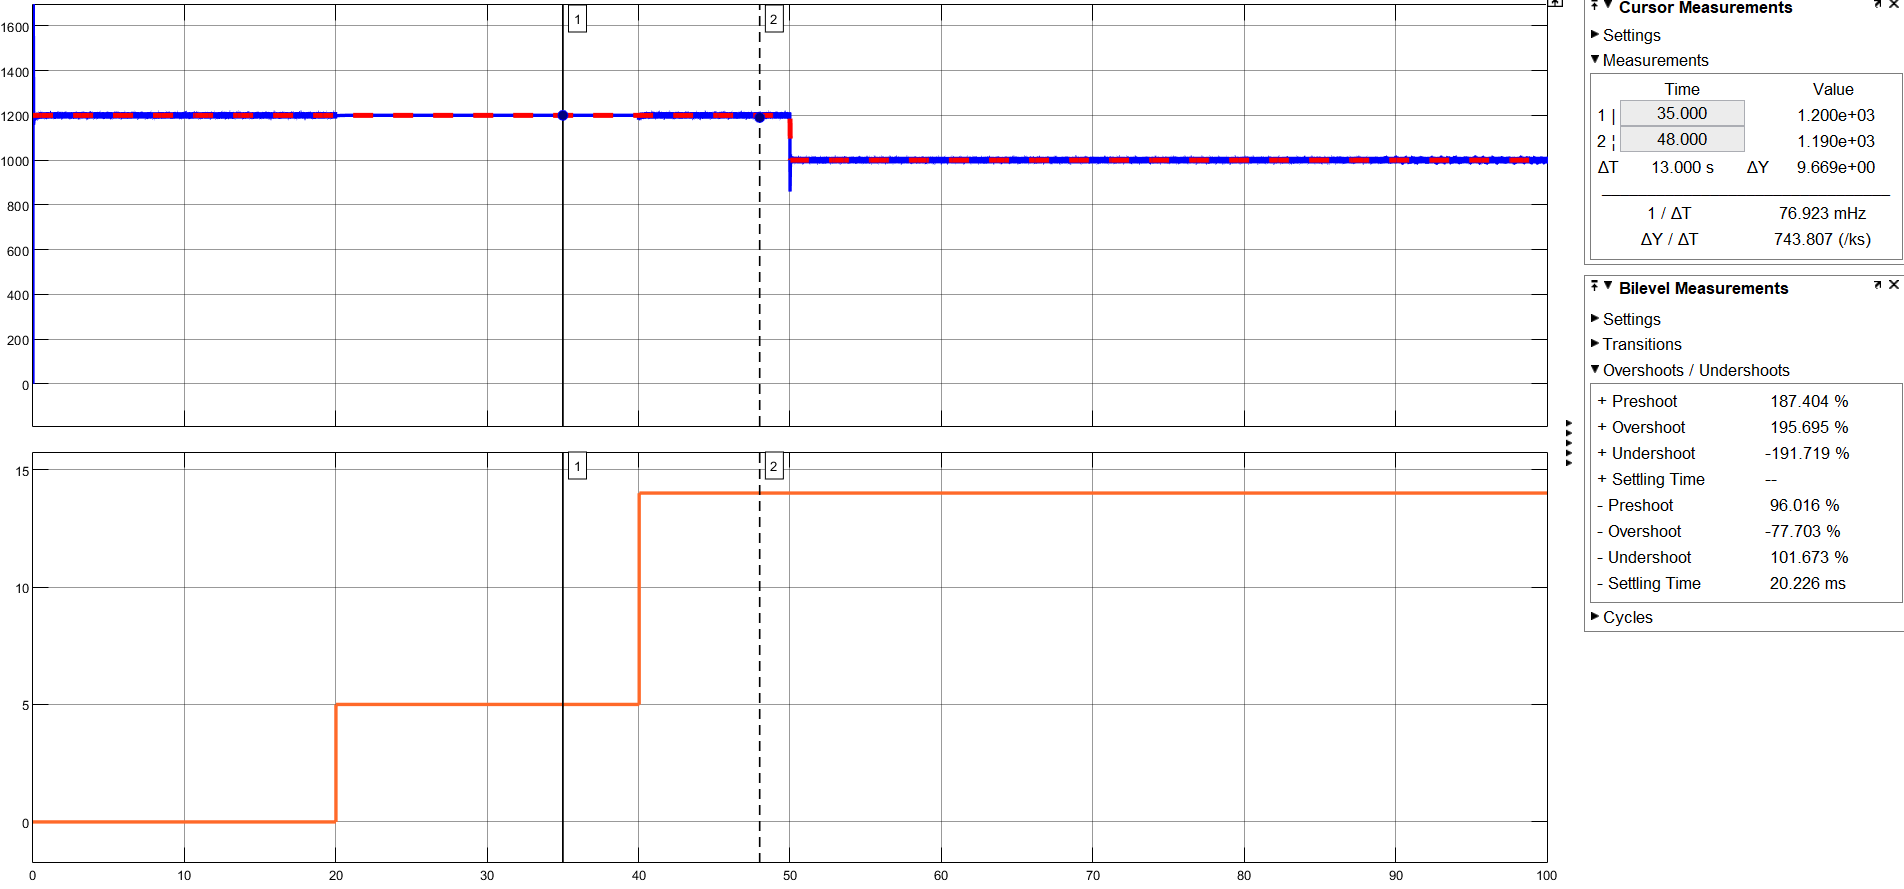 1600
1400
1200
1000
800
600
400
200
0
1
2
15
10
5
0
1
2
0 10 20 30 40 50 60 70 80 90 100
Cursor Measurements
Settings
Measurements
Time Value
1 | 35.000 1.200e+03
2 ¦ 48.000 1.190e+03
ΔT 13.000 s ΔY 9.669e+00
1 / ΔT 76.923 mHz
ΔY / ΔT 743.807 (/ks)
Bilevel Measurements
Settings
Transitions
Overshoots / Undershoots
+ Preshoot 187.404 %
+ Overshoot 195.695 %
+ Undershoot -191.719 %
+ Settling Time --
- Preshoot 96.016 %
- Overshoot -77.703 %
- Undershoot 101.673 %
- Settling Time 20.226 ms
Cycles